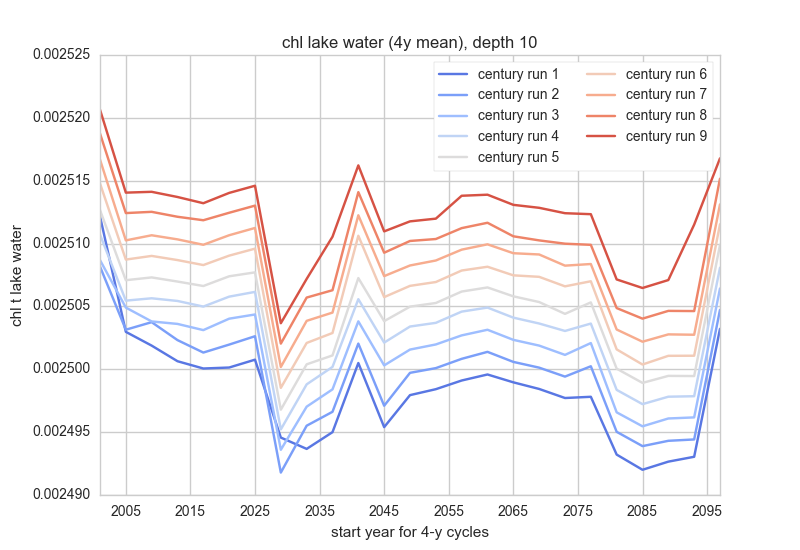 chl lake water (4y mean), depth 10
0.002525
0.002520
0.002515
0.002510
0.002505
0.002500
0.002495
0.002490
chl t lake water
century run 1
century run 2
century run 3
century run 4
century run 5
century run 6
century run 7
century run 8
century run 9
2005 2015 2025 2035 2045 2055 2065 2075 2085 2095
start year for 4-y cycles